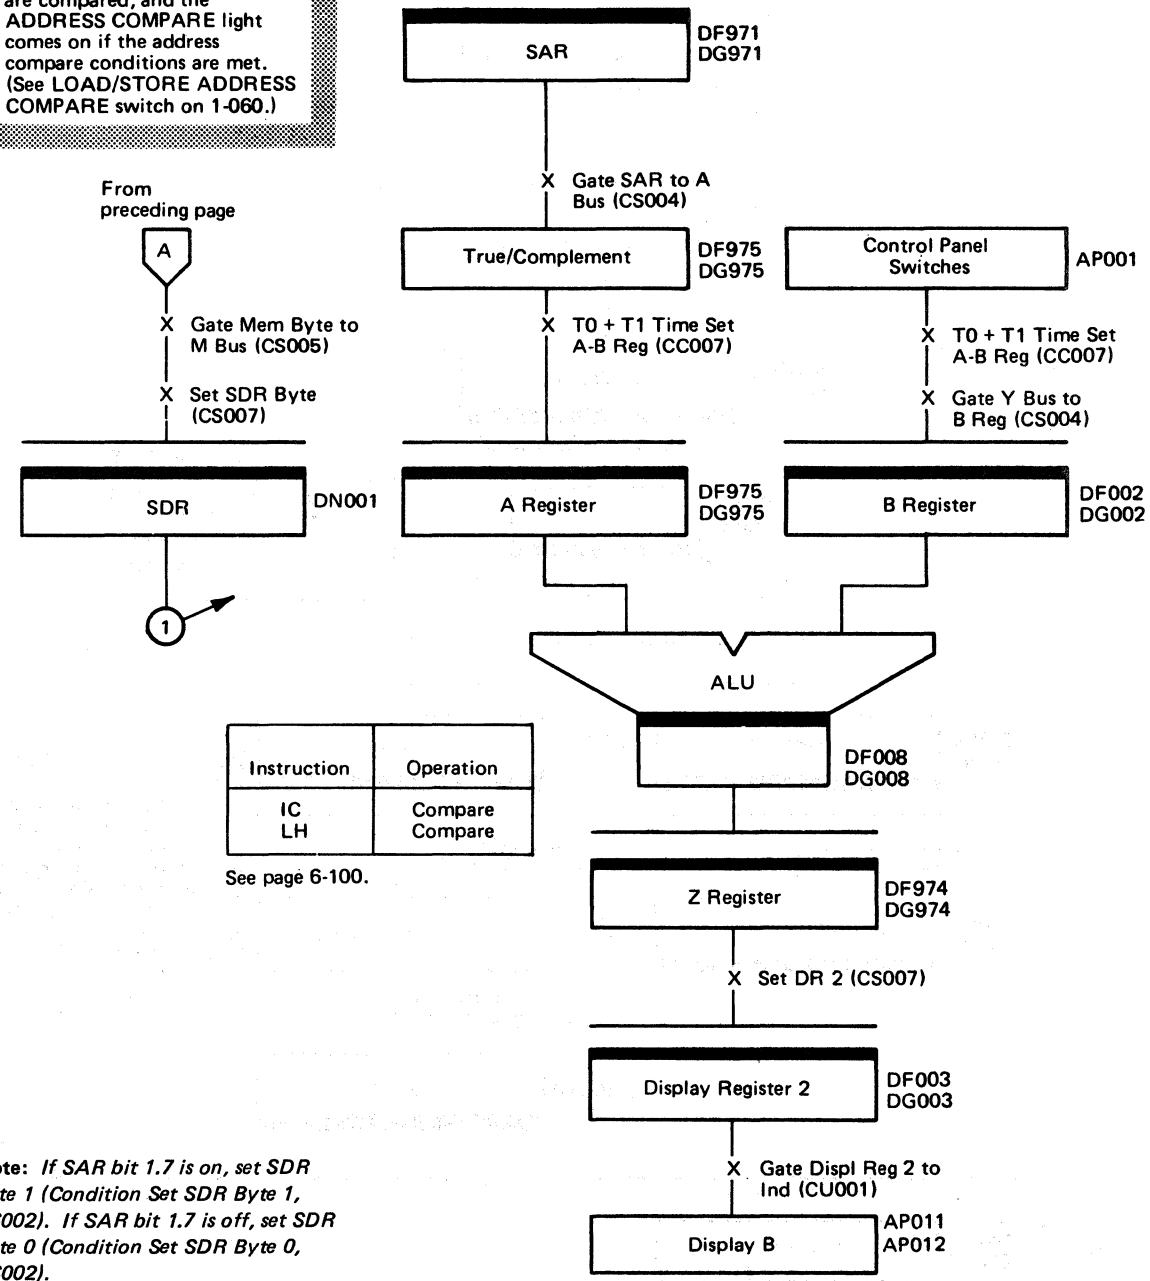 are compared, and the
ADDRESS COMPARE light
comes on if the address
compare conditions are met.
(See LOAD/STORE ADDRESS
COMPARE switch on 1-060.)
SAR
DF971
DG971
From
preceding page
A
Gate Mem Byte to
M Bus (CS005)
Set SDR Byte
(CS007)
SDR
DN001
1
X Gate SAR to A
Bus (CS004)
True/Complement
DF975
DG975
X T0 + T1 Time Set
A-B Reg (CC007)
A Register
DF975
DG975
Control Panel
Switches
AP001
X T0 + T1 Time Set
A-B Reg (CC007)
X Gate Y Bus to
B Reg (CS004)
B Register
DF002
DG002
ALU
DF008
DG008
Instruction Operation
IC Compare
LH Compare
See page 6-100.
Z Register
DF974
DG974
X Set DR 2 (CS007)
Display Register 2
DF003
DG003
X Gate Displ Reg 2 to
Ind (CU001)
Display B
AP011
AP012
If SAR bit 1.7 is on, set SDR
1 (Condition Set SDR Byte 1,
002). If SAR bit 1.7 is off, set SDR
0 (Condition Set SDR Byte 0,
002).